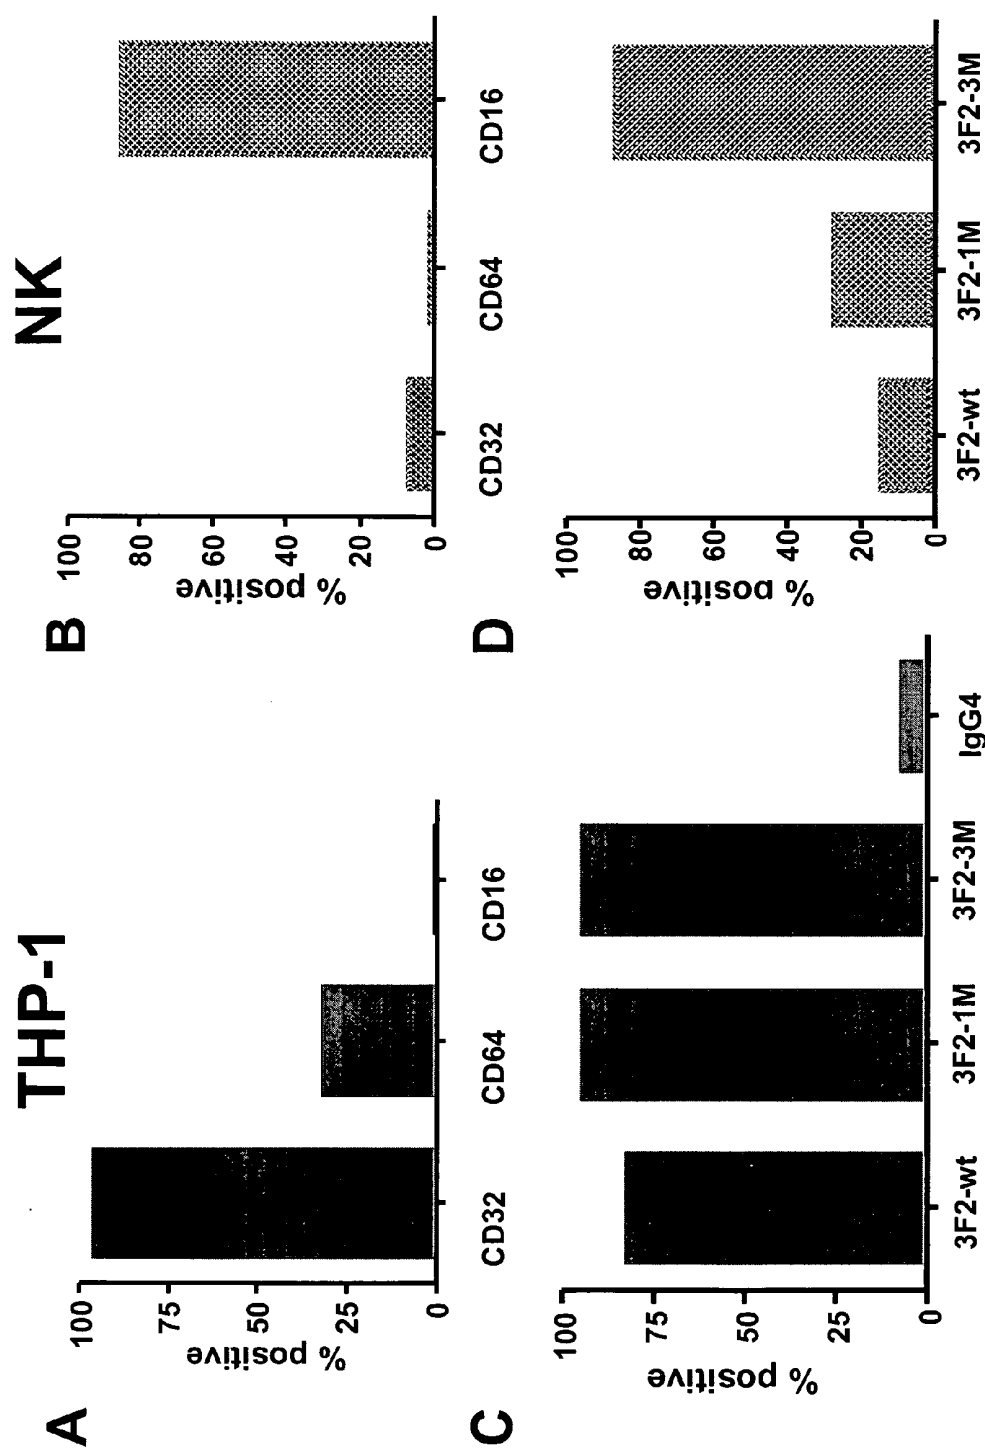 THP-1
NK
A
% positive
100
75
50
25
0
CD32
CD64
CD16
B
% positive
100
80
60
40
20
0
CD32
CD64
CD16
C
% positive
100
75
50
25
0
3F2-wt
3F2-1M
3F2-3M
IgG4
D
% positive
100
80
60
40
20
0
3F2-wt
3F2-1M
3F2-3M